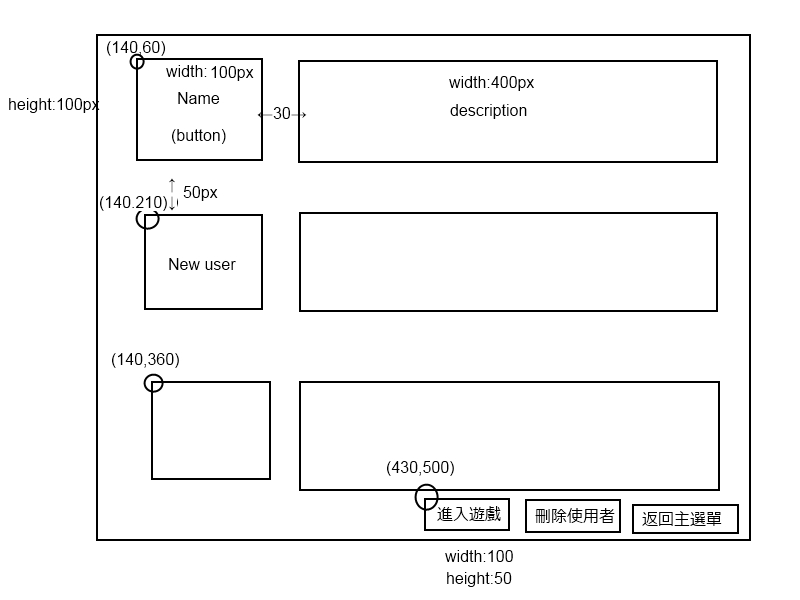 (140,60)
width: 100px
Name
(button)
height:100px
←30→
width:400px
description
↑
↓
50px
(140.210)
New user
(140,360)
(430,500)
進入遊戲
刪除使用者
返回主選單
width:100
height:50